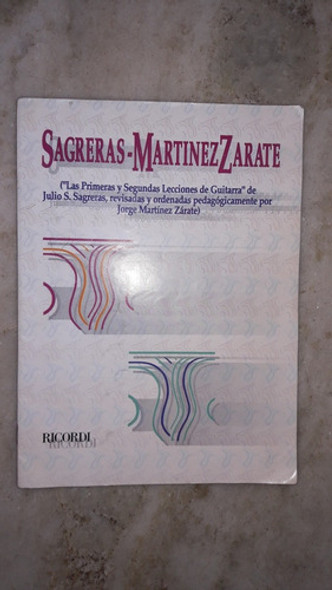 SAGRERAS-MARTINEZ ZARATE
("Las Primeras y Segundas Lecciones de Guitarra" de
Julio S. Sagreras, revisadas y ordenadas pedagógicamente por
Jorge Martínez Zárate)
RICORDI
RICORDI